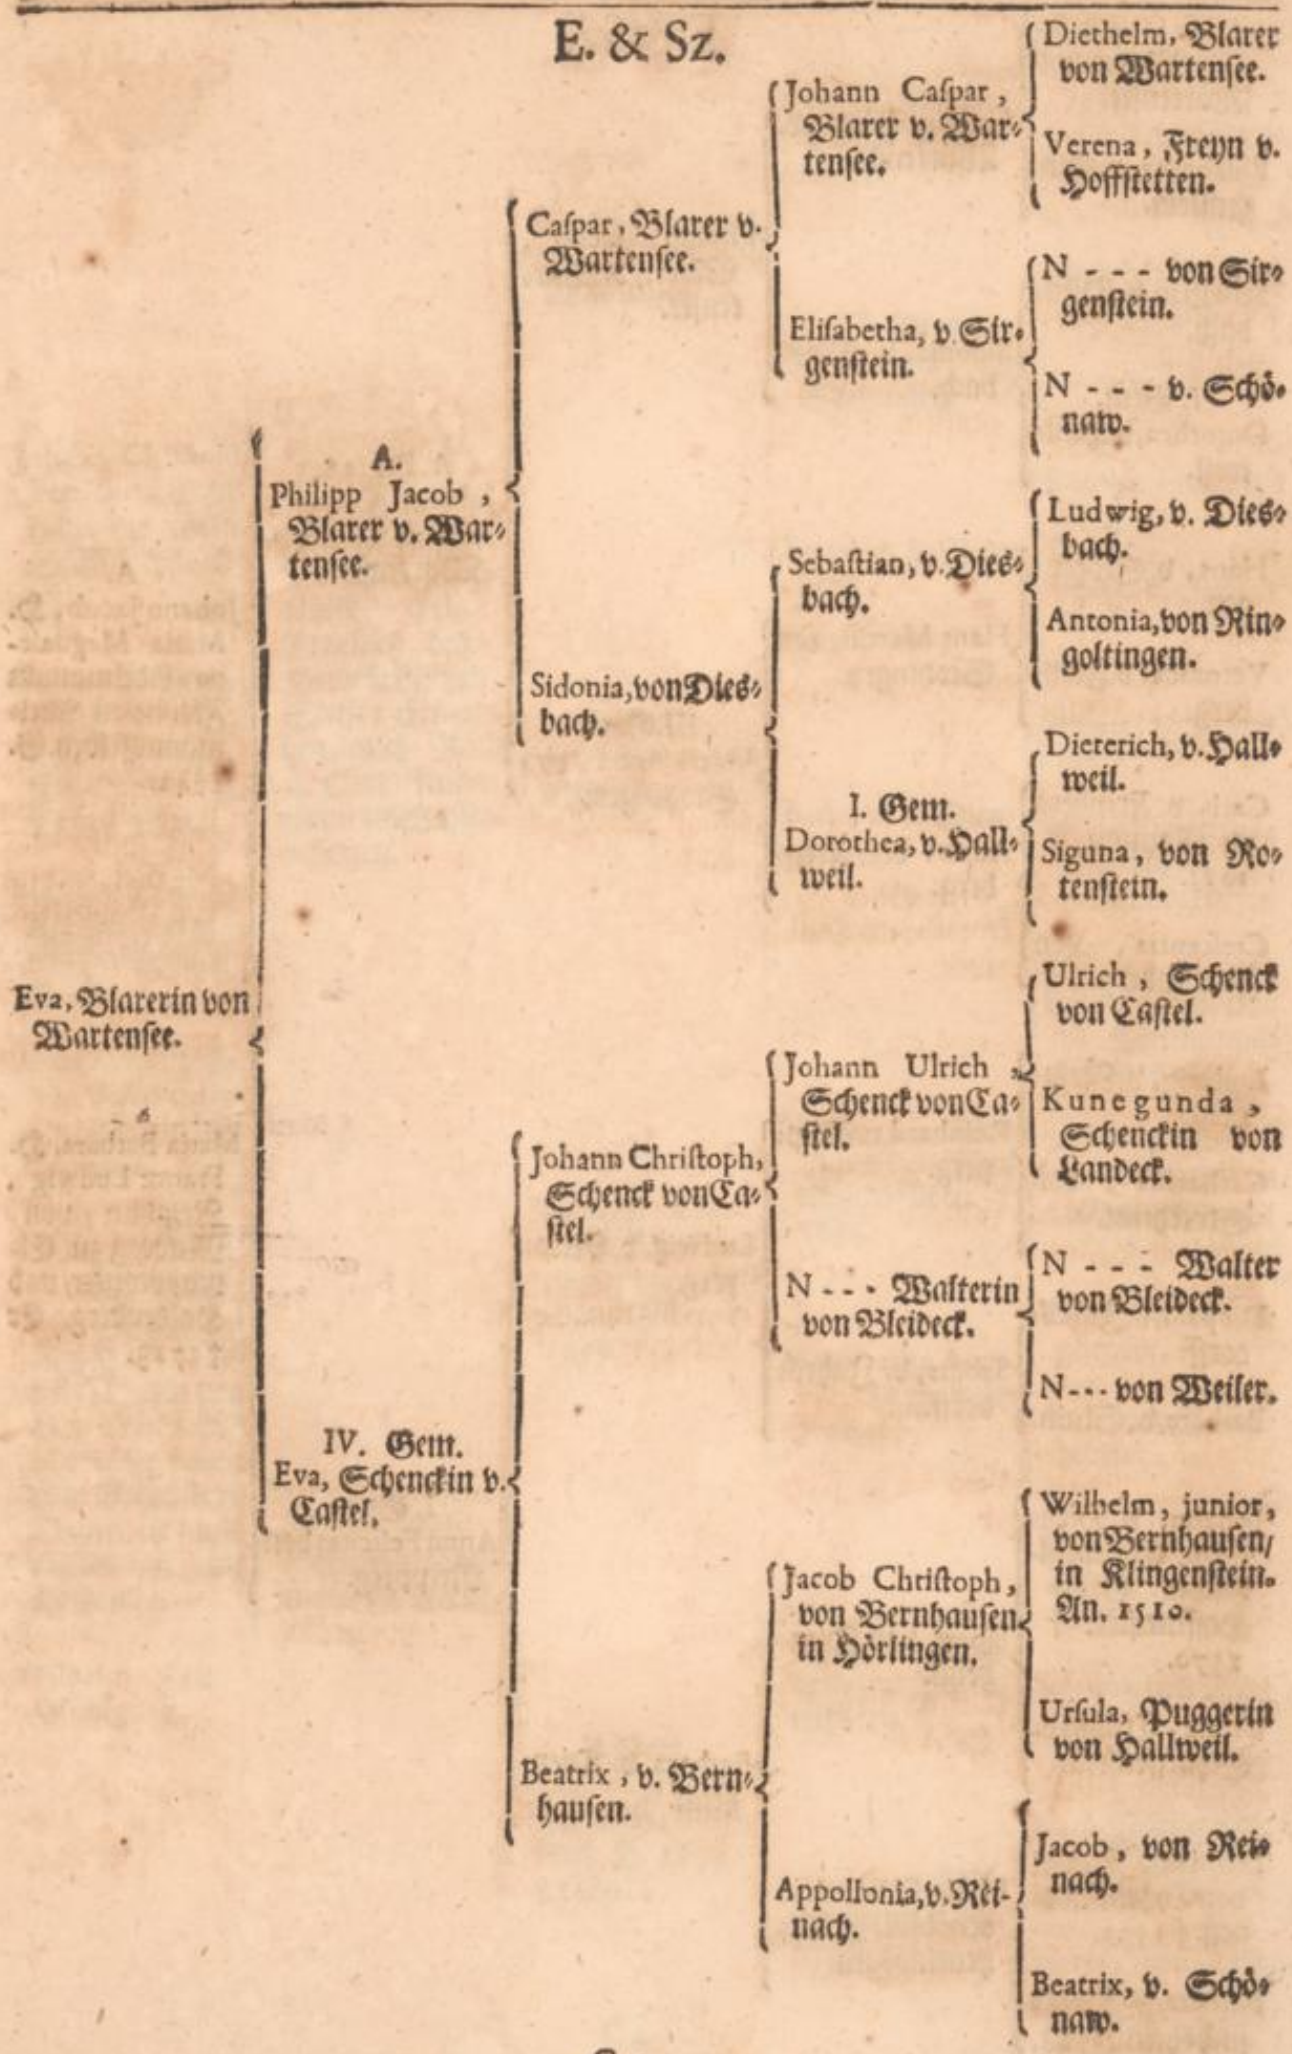 E. & Sz.
Eva, Blarerin von
Wartensee.
A.
Philipp Jacob,
Blarer v. War-
tensee.
IV. Gem.
Eva, Schenckin v.
Castel.
Caspar, Blarer v.
Wartensee.
Sidonia, von Dies-
bach.
Johann Christoph,
Schenck von Ca-
stel.
Beatrix, v. Bern-
hausen.
Johann Caspar,
Blarer v. War-
tensee.
Elisabetha, v. Sir-
genstein.
Sebastian, v. Dies-
bach.
I. Gem.
Dorothea, v. Hall-
weil.
Johann Ulrich,
Schenck von Ca-
stel.
N - - - Walterin
von Bleideck.
Jacob Christoph,
von Bernhausen
in Hörlingen.
Appollonia, v. Rei-
nach.
Diethelm, Blarer
von Wartensee.
Verena, Freyn v.
Hoffstetten.
N - - - von Sir-
genstein.
N - - - v. Schö-
naw.
Ludwig, v. Dies-
bach.
Antonia, von Rin-
goltingen.
Dieterich, v. Hall-
weil.
Siguna, von Ro-
tenstein.
Ulrich, Schenck
von Castel.
Kunegunda,
Schenckin von
Landeck.
N - - - Walter
von Bleideck.
N - - - von Weiler.
Wilhelm, junior,
von Bernhausen/
in Klingenstein.
An. 1510.
Ursula, Puggerin
von Hallweil.
Jacob, von Rei-
nach.
Beatrix, v. Schö-
naw.